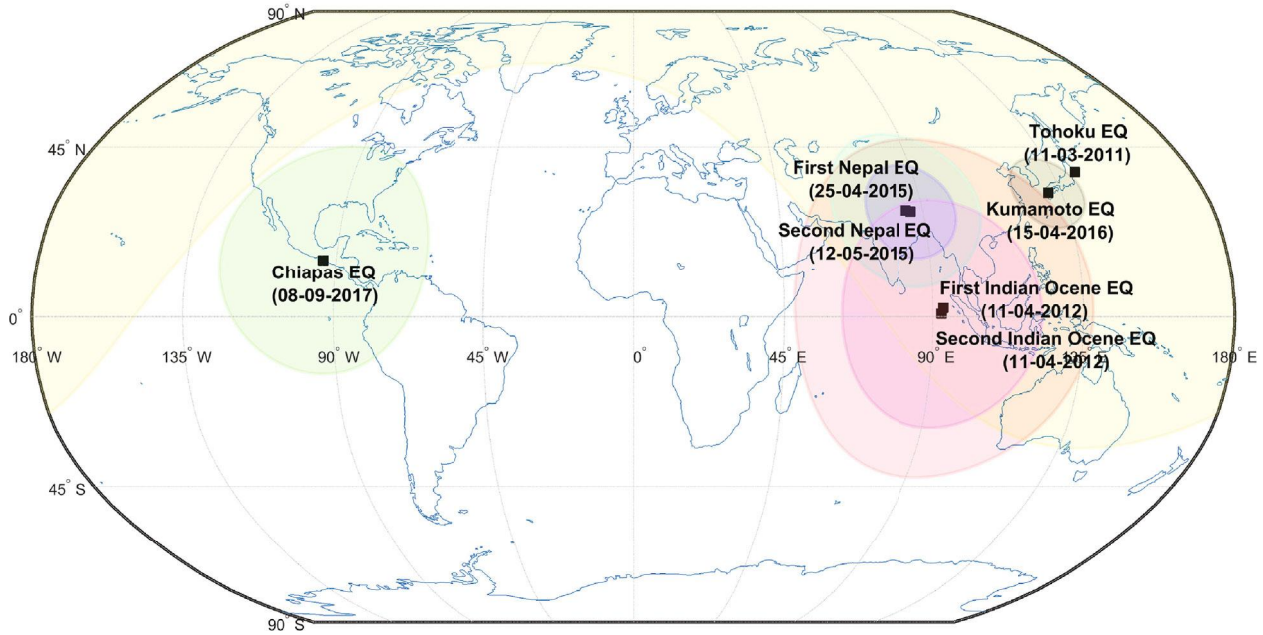 90° N
Tohoku EQ
(11-03-2011)
45° N
First Nepal EQ
(25-04-2015)
Kumamoto EQ
(15-04-2016)
Second Nepal EQ
(12-05-2015)
Chiapas EQ
(08-09-2017)
First Indian Ocene EQ
(11-04-2012)
0°
Second Indian Ocene EQ
(11-04-2012)
180° W 135° W 90° W 45° W 0° 45° E 90° E 135° E 180° E
45° S
90° S